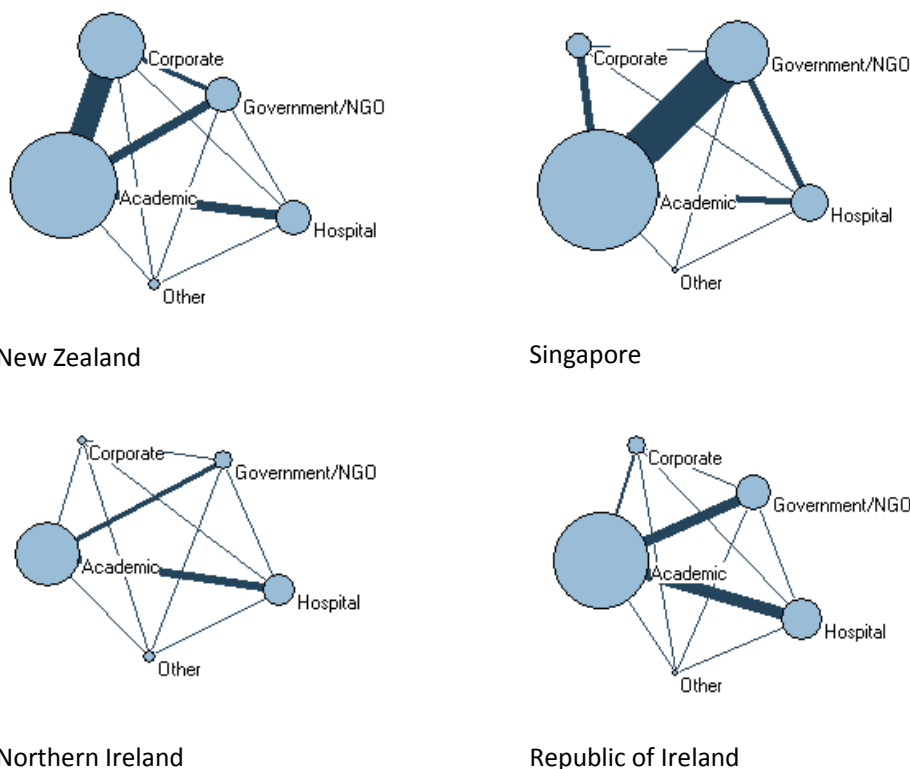 Corporate
Government/NGO
Academic
Hospital
Other
New Zealand
Corporate
Government/NGO
Academic
Hospital
Other
Singapore
Corporate
Government/NGO
Academic
Hospital
Other
Northern Ireland
Corporate
Government/NGO
Academic
Hospital
Other
Republic of Ireland